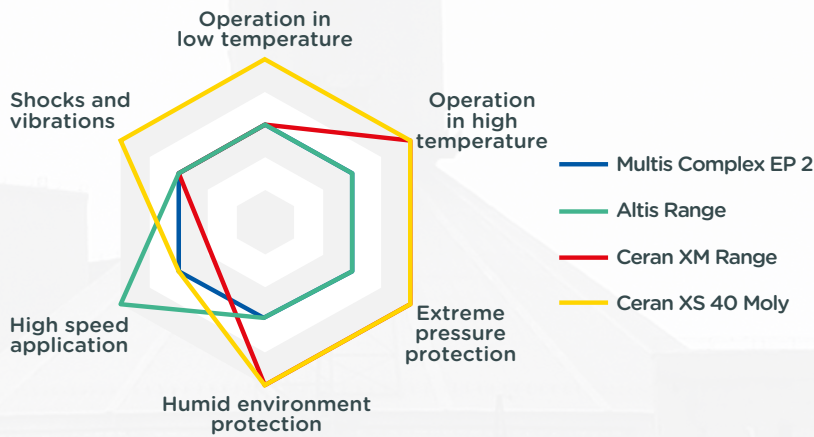 Operation in
low temperature
Shocks and
vibrations
Operation
in high
temperature
Multis Complex EP 2
Altis Range
Ceran XM Range
Ceran XS 40 Moly
High speed
application
Extreme
pressure
protection
Humid environment
protection